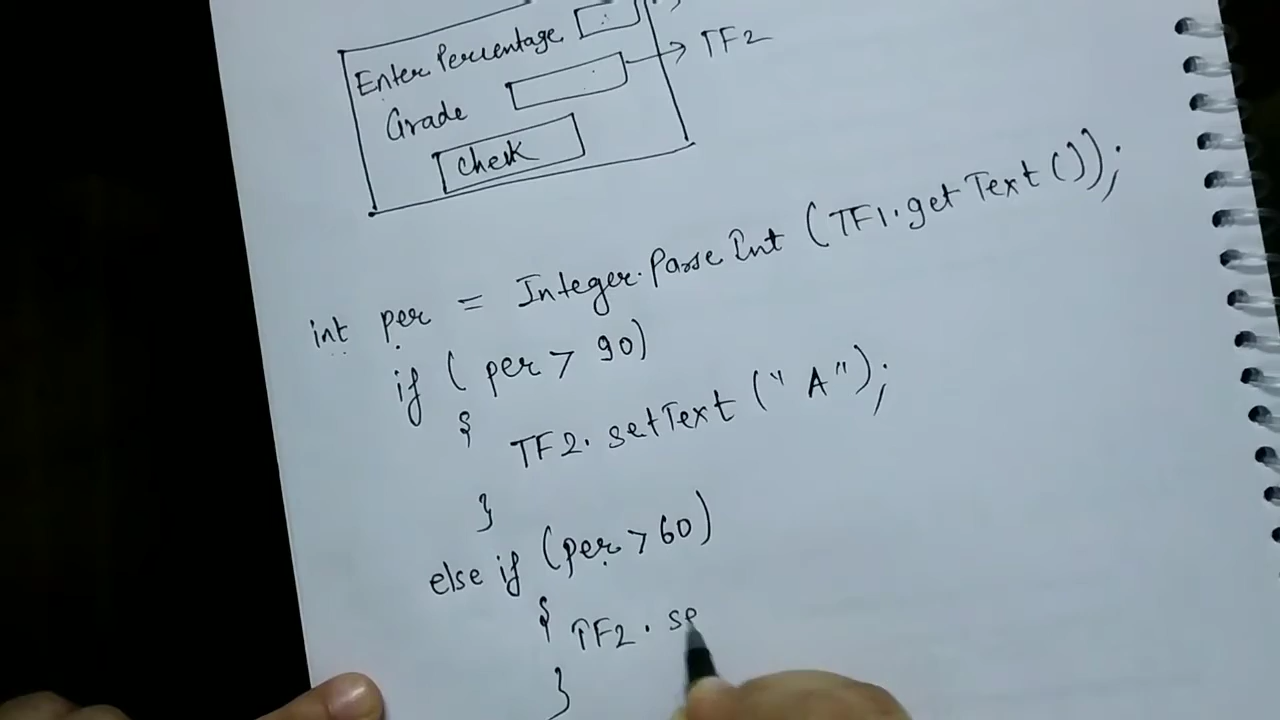 Enter Percentage
TF2
Grade
Check
int per = Integer.ParseInt (TF1.getText());
if (per > 90)
{
TF2.setText ("A");
}
else if (per > 60)
{ TF2. se
}